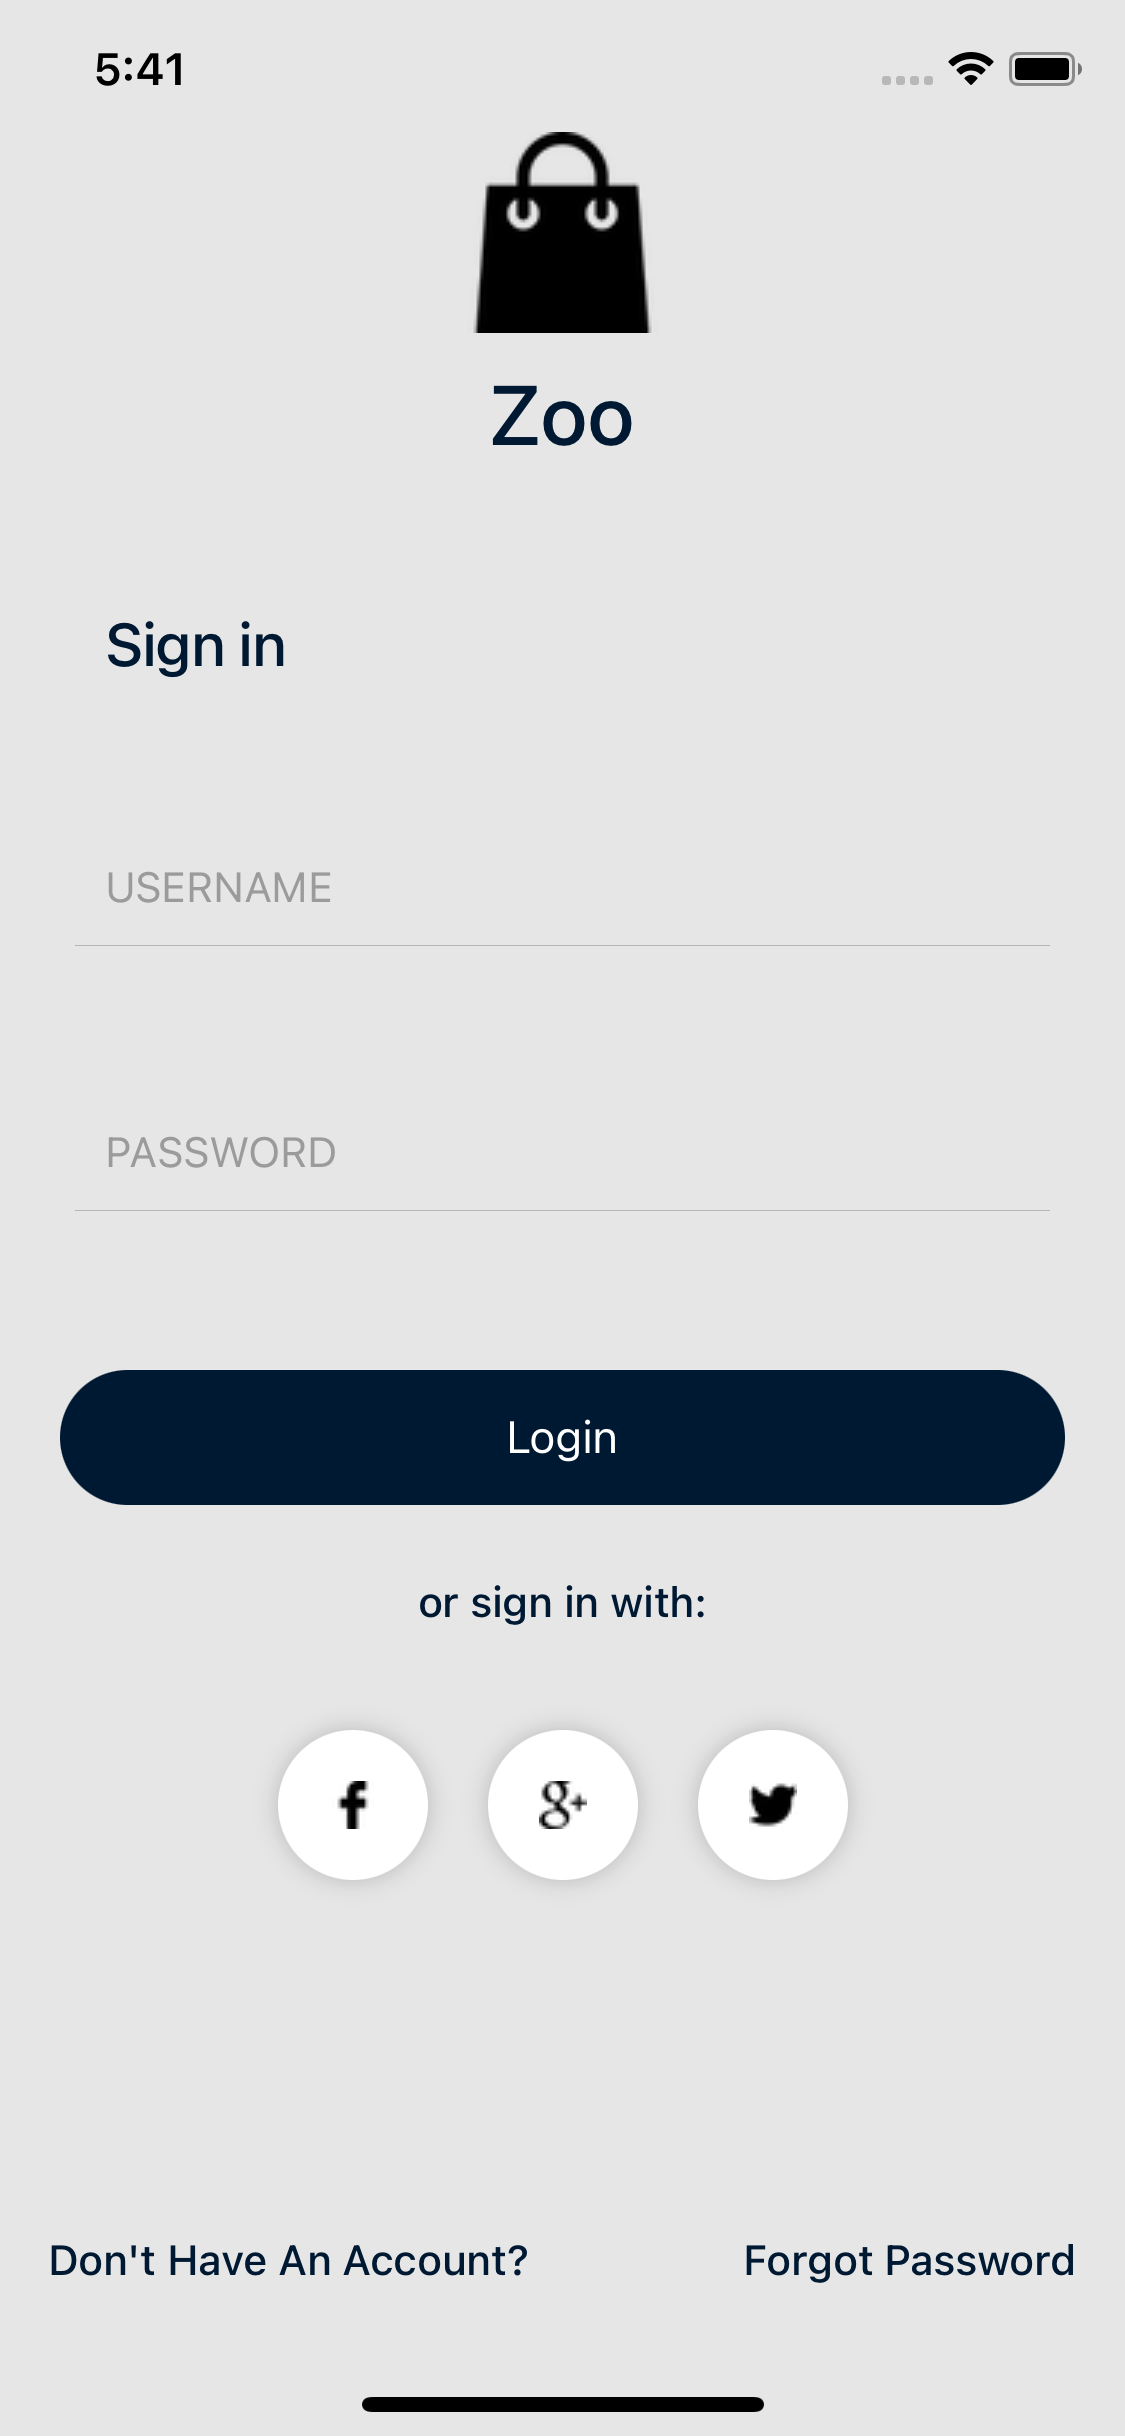 5:41
Zoo
Sign in
USERNAME
PASSWORD
Login
or sign in with:
f g+
Don't Have An Account? Forgot Password